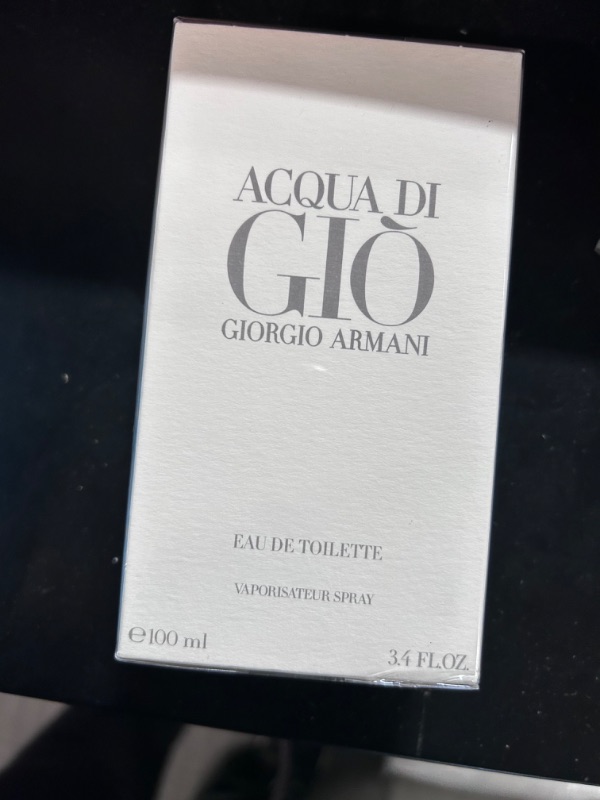 ACQUA DI
GIÒ
GIORGIO ARMANI
EAU DE TOILETTE
VAPORISATEUR SPRAY
℮100 ml
3.4 FL.OZ.